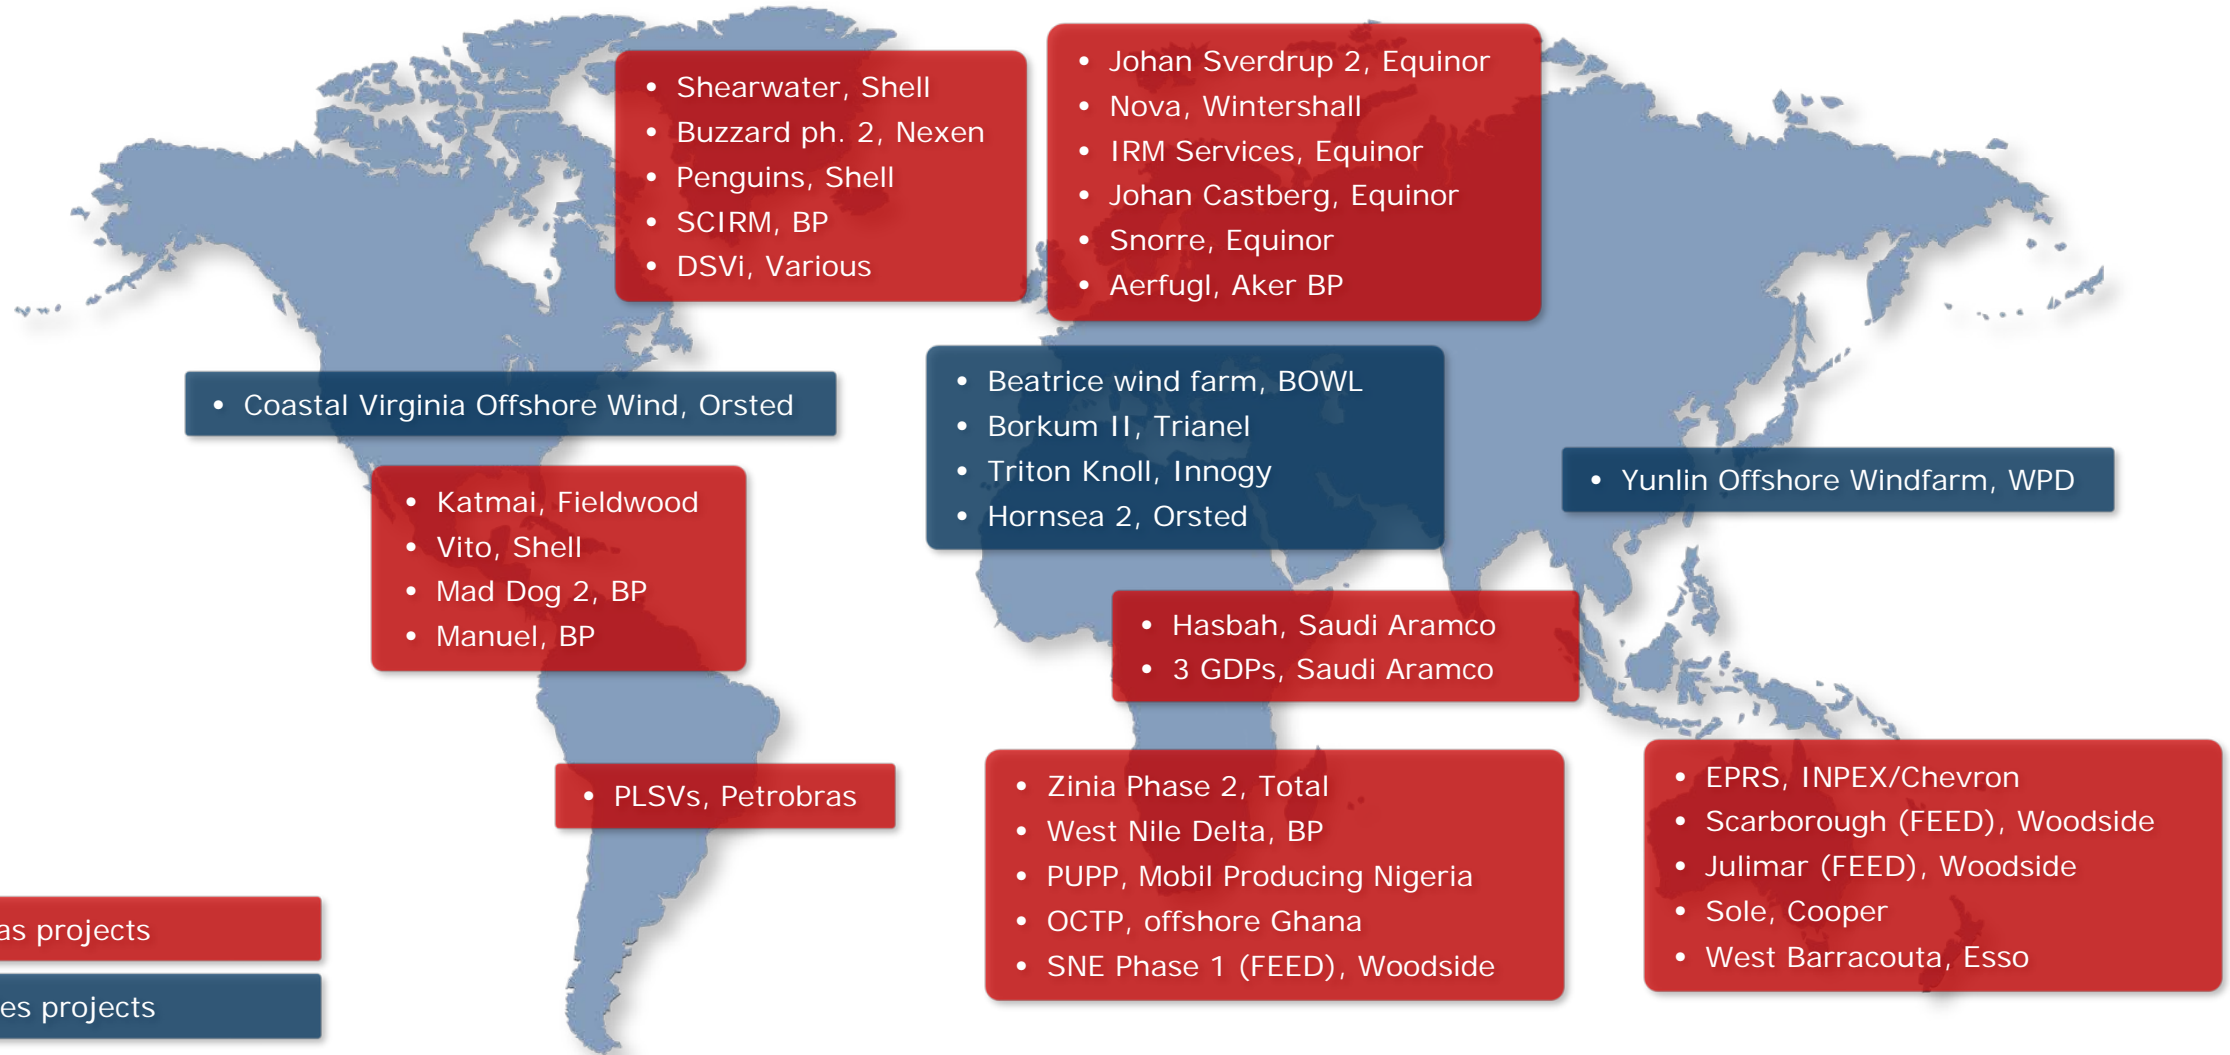 • Shearwater, Shell
• Buzzard ph. 2, Nexen
• Penguins, Shell
• SCIRM, BP
• DSVi, Various
• Johan Sverdrup 2, Equinor
• Nova, Wintershall
• IRM Services, Equinor
• Johan Castberg, Equinor
• Snorre, Equinor
• Aerfugl, Aker BP
• Coastal Virginia Offshore Wind, Orsted
• Beatrice wind farm, BOWL
• Borkum II, Trianel
• Triton Knoll, Innogy
• Hornsea 2, Orsted
• Yunlin Offshore Windfarm, WPD
• Katmai, Fieldwood
• Vito, Shell
• Mad Dog 2, BP
• Manuel, BP
• Hasbah, Saudi Aramco
• 3 GDPs, Saudi Aramco
• PLSVs, Petrobras
• Zinia Phase 2, Total
• West Nile Delta, BP
• PUPP, Mobil Producing Nigeria
• OCTP, offshore Ghana
• SNE Phase 1 (FEED), Woodside
• EPRS, INPEX/Chevron
• Scarborough (FEED), Woodside
• Julimar (FEED), Woodside
• Sole, Cooper
• West Barracouta, Esso
as projects
es projects